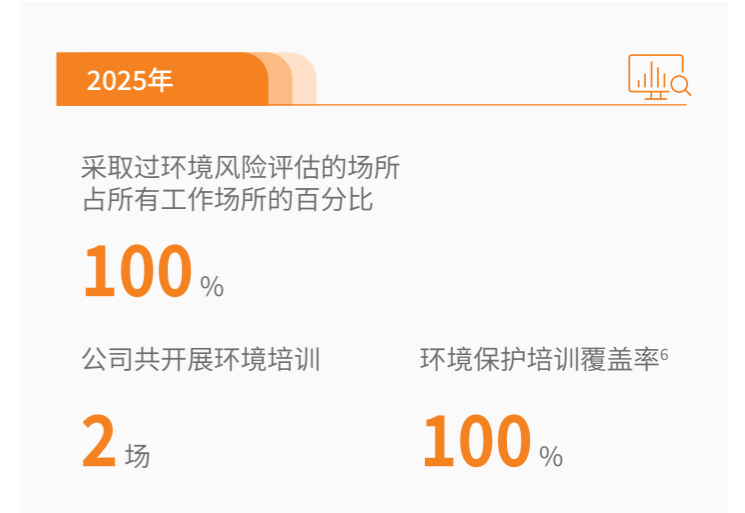 2025年
采取过环境风险评估的场所
占所有工作场所的百分比
100 %
公司共开展环境培训
环境保护培训覆盖率6
2 场
100 %